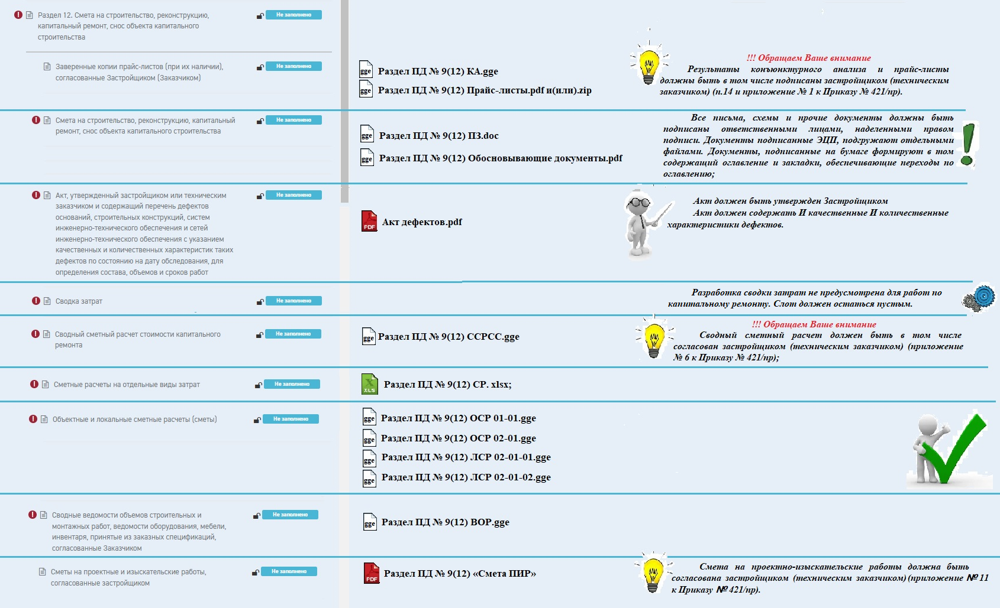 Раздел 12. Смета на строительство, реконструкцию,
капитальный ремонт, снос объекта капитального
строительства
Не заполнено
Заверенные копии прайс-листов (при их наличии),
согласованные Застройщиком (Заказчиком)
Не заполнено
gge Раздел ПД № 9(12) КА.gge
gge Раздел ПД № 9(12) Прайс-листы.pdf и(или).zip
!!! Обращаем Ваше внимание
Результаты конъюнктурного анализа и прайс-листы
должны быть в том числе подписаны застройщиком (техническим
заказчиком) (п.14 и приложение № 1 к Приказу № 421/пр).
Смета на строительство, реконструкцию, капитальный
ремонт, снос объекта капитального строительства
Не заполнено
gge Раздел ПД № 9(12) ПЗ.doc
gge Раздел ПД № 9(12) Обосновывающие документы.pdf
Все письма, схемы и прочие документы должны быть
подписаны ответственными лицами, наделенными правом
подписи. Документы подписанные ЭЦП, подгружают отдельными
файлами. Документы, подписанные на бумаге формируют в том
содержащий оглавление и закладки, обеспечивающие переходы по
оглавлению;
Акт, утвержденный застройщиком или техническим
заказчиком и содержащий перечень дефектов
оснований, строительных конструкций, систем
инженерно-технического обеспечения и сетей
инженерно-технического обеспечения с указанием
качественных и количественных характеристик таких
дефектов по состоянию на дату обследования, для
определения состава, объемов и сроков работ
Не заполнено
PDF Акт дефектов.pdf
Акт должен быть утвержден Застройщиком
Акт должен содержать И качественные И количественные
характеристики дефектов.
Сводка затрат
Не заполнено
Разработка сводки затрат не предусмотрена для работ по
капитальному ремонту. Слот должен остаться пустым.
Сводный сметный расчет стоимости капитального
ремонта
Не заполнено
gge Раздел ПД № 9(12) ССРСС.gge
!!! Обращаем Ваше внимание
Сводный сметный расчет должен быть в том числе
согласован застройщиком (техническим заказчиком) (приложение
№ 6 к Приказу № 421/пр);
Сметные расчеты на отдельные виды затрат
Не заполнено
XLS Раздел ПД № 9(12) СР. xlsx;
Объектные и локальные сметные расчеты (сметы)
Не заполнено
gge Раздел ПД № 9(12) ОСР 01-01.gge
gge Раздел ПД № 9(12) ОСР 02-01.gge
gge Раздел ПД № 9(12) ЛСР 02-01-01.gge
gge Раздел ПД № 9(12) ЛСР 02-01-02.gge
Сводные ведомости объемов строительных и
монтажных работ, ведомости оборудования, мебели,
инвентаря, принятые из заказных спецификаций,
согласованные Заказчиком
Не заполнено
gge Раздел ПД № 9(12) ВОР.gge
Сметы на проектные и изыскательские работы,
согласованные застройщиком
Не заполнено
PDF Раздел ПД № 9(12) «Смета ПИР»
Смета на проектно-изыскательские работы должна быть
согласована застройщиком (техническим заказчиком) (приложение № 11
к Приказу № 421/пр).